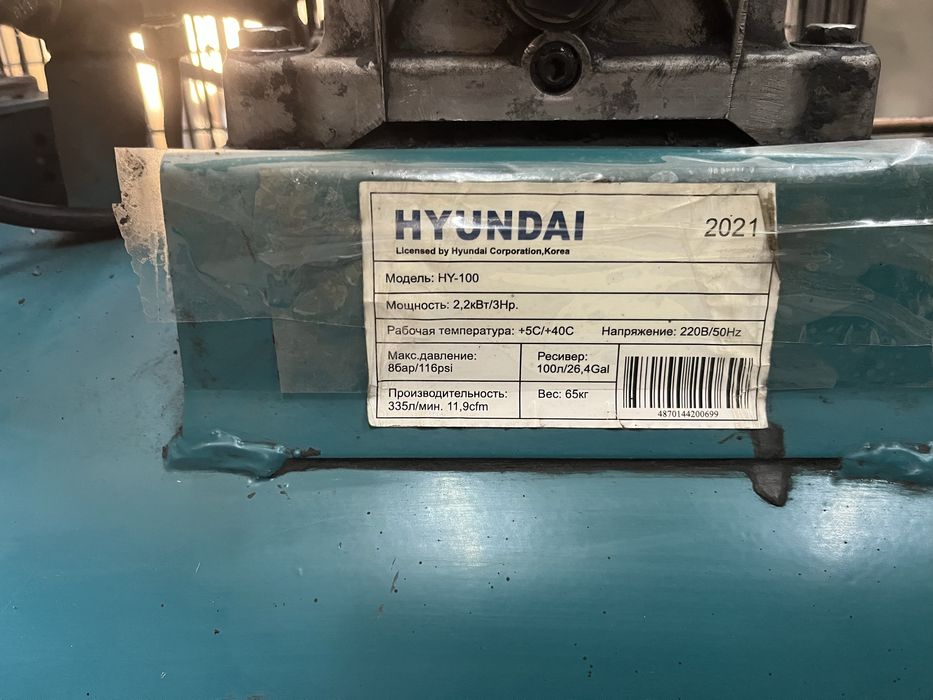 HYUNDAI 2021
Licensed by Hyundai Corporation,Korea
Модель: HY-100
Мощность: 2,2кВт/3Hp.
Рабочая температура: +5C/+40C Напряжение: 220В/50Hz
Макс.давление:
8бар/116psi
Ресивер:
100л/26,4Gal
Производительность:
335л/мин. 11,9cfm
Вес: 65кг
4870144200699